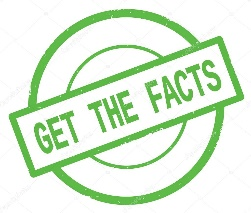 GET THE FACTS